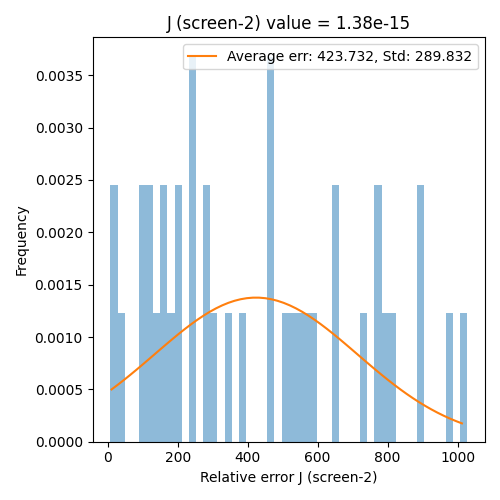 J (screen-2) value = 1.38e-15
Average err: 423.732, Std: 289.832
0.0035
0.0030
0.0025
0.0020
0.0015
0.0010
0.0005
0.0000
Frequency
0 200 400 600 800 1000
Relative error J (screen-2)